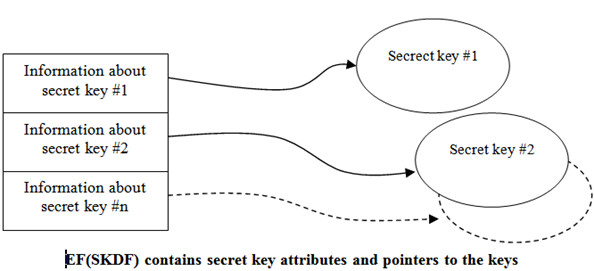 Information about
secret key #1
Secrect key #1
Information about
secret key #2
Secret key #2
Information about
secret key #n
EF(SKDF) contains secret key attributes and pointers to the keys